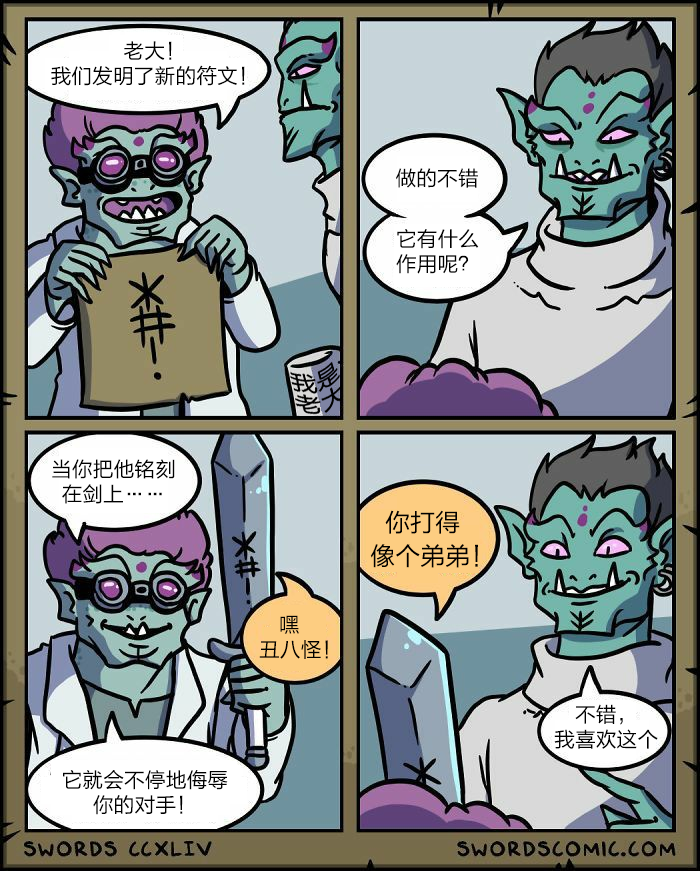 老大！
我们发明了新的符文！
*#!
我是
老大
做的不错
它有什么
作用呢？
当你把他铭刻
在剑上……
*#
嘿
丑八怪！
它就会不停地侮辱
你的对手！
你打得
像个弟弟！
*
不错，
我喜欢这个
SWORDS CCXLIV
SWORDSCOMIC.COM